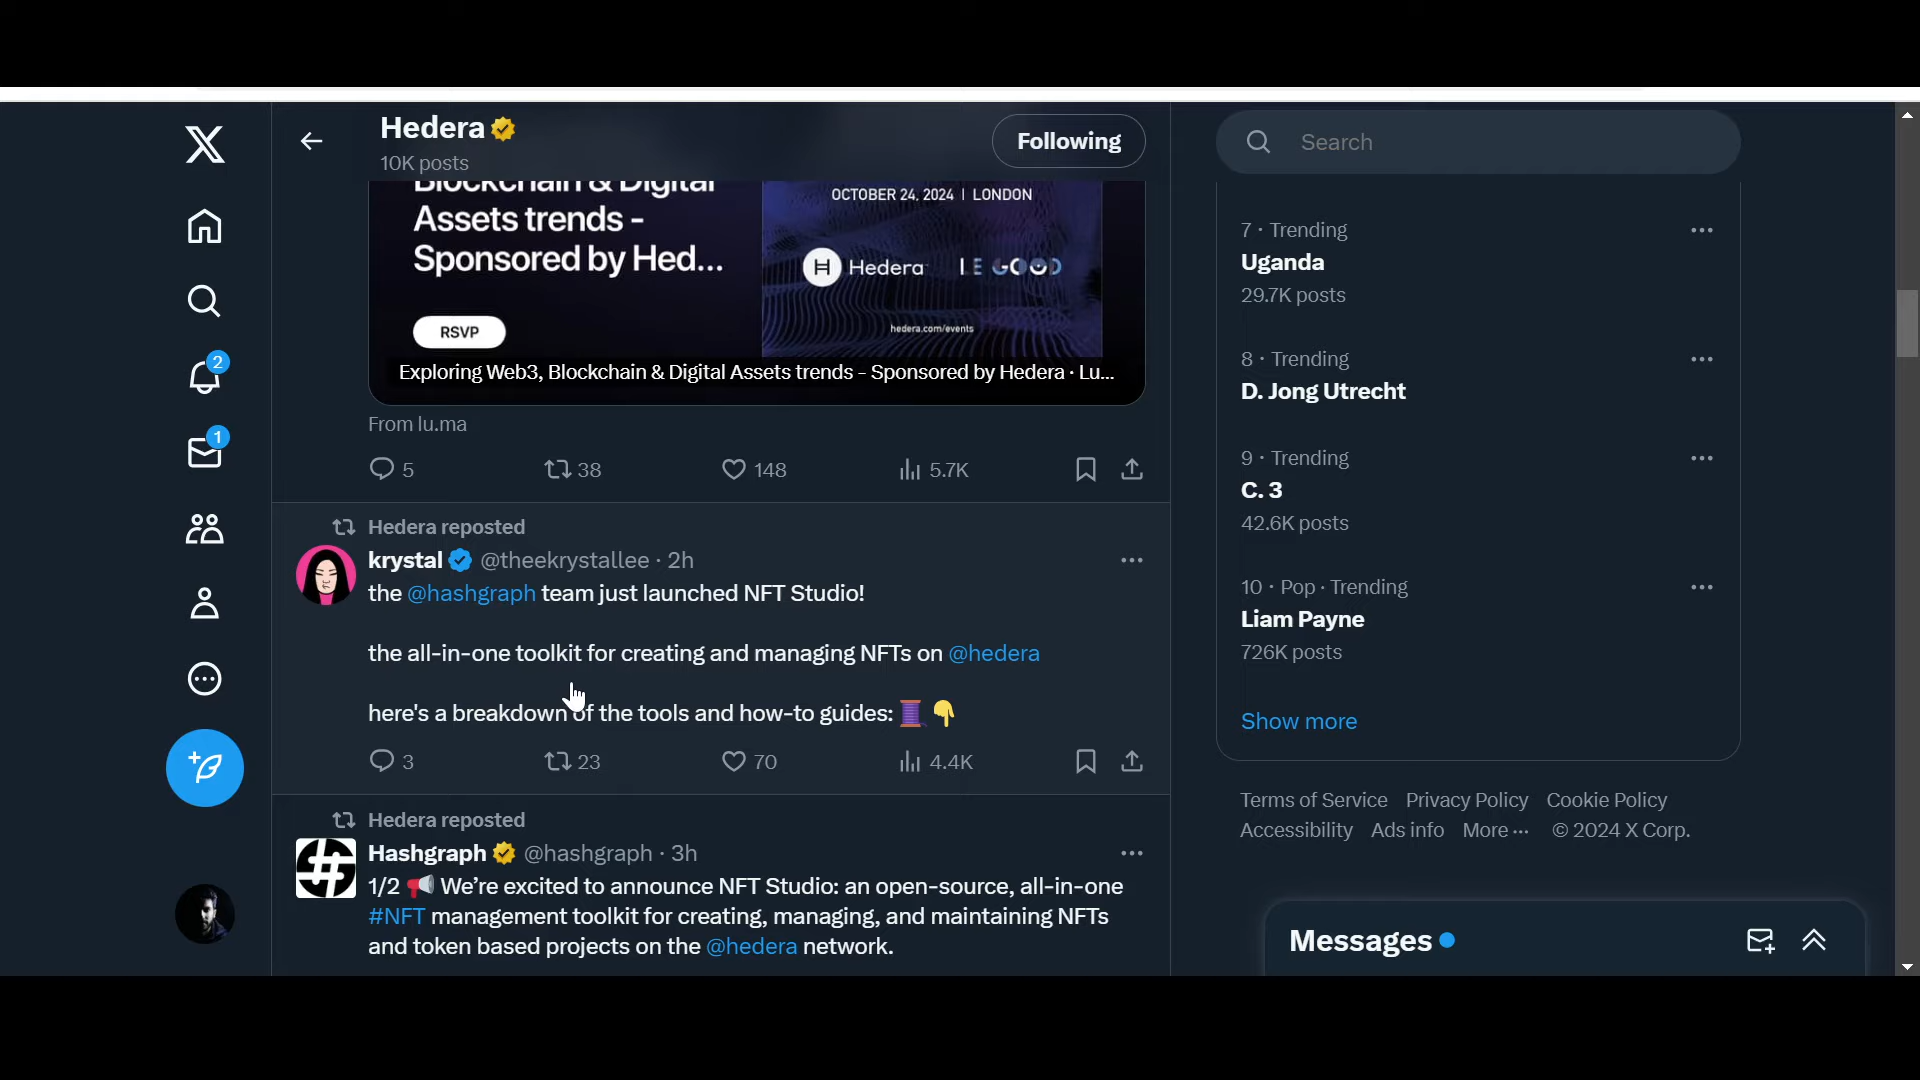 Hedera
10K posts
Following
Search
Blockchain & Digital
Assets trends -
Sponsored by Hed...
RSVP
OCTOBER 24, 2024 | LONDON
Hedera
LE GOOD
hedera.com/events
Exploring Web3, Blockchain & Digital Assets trends - Sponsored by Hedera · Lu...
From lu.ma
5 38 148 5.7K
Hedera reposted
krystal @theekrystallee · 2h
the @hashgraph team just launched NFT Studio!
the all-in-one toolkit for creating and managing NFTs on @hedera
here's a breakdown of the tools and how-to guides: 🧵👇
3 23 70 4.4K
Hedera reposted
Hashgraph @hashgraph · 3h
1/2 📢 We're excited to announce NFT Studio: an open-source, all-in-one
#NFT management toolkit for creating, managing, and maintaining NFTs
and token based projects on the @hedera network.
2
1
7 · Trending
Uganda
29.7K posts
8 · Trending
D. Jong Utrecht
9 · Trending
C. 3
42.6K posts
10 · Pop · Trending
Liam Payne
726K posts
Show more
Terms of Service Privacy Policy Cookie Policy
Accessibility Ads info More ··· © 2024 X Corp.
Messages